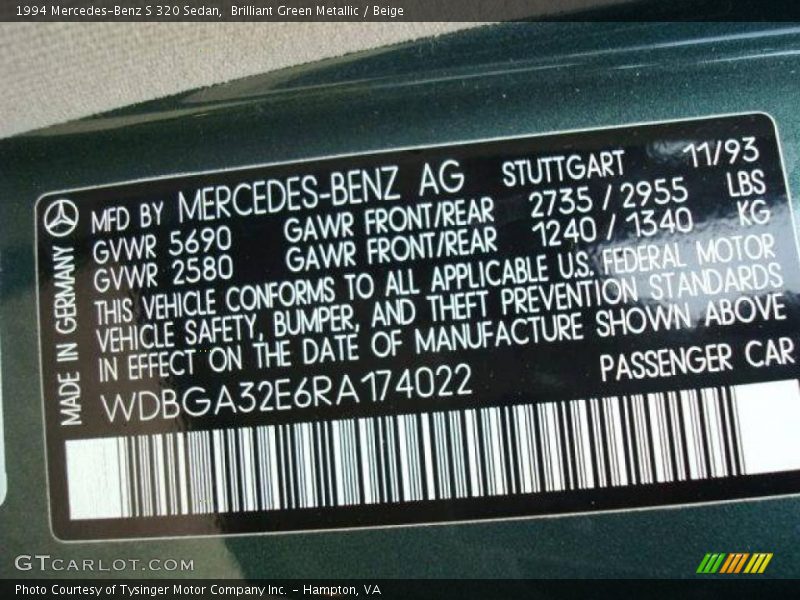 1994 Mercedes-Benz S 320 Sedan,  Brilliant Green Metallic / Beige
MFD BY MERCEDES-BENZ AG STUTTGART 11/93
GVWR 5690 GAWR FRONT/REAR 2735 / 2955 LBS
GVWR 2580 GAWR FRONT/REAR 1240 / 1340 KG
THIS VEHICLE CONFORMS TO ALL APPLICABLE U.S. FEDERAL MOTOR
VEHICLE SAFETY, BUMPER, AND THEFT PREVENTION STANDARDS
IN EFFECT ON THE DATE OF MANUFACTURE SHOWN ABOVE
WDBGA32E6RA174022 PASSENGER CAR
MADE IN GERMANY
GTCARLOT.COM
Photo Courtesy of Tysinger Motor Company Inc. - Hampton, VA